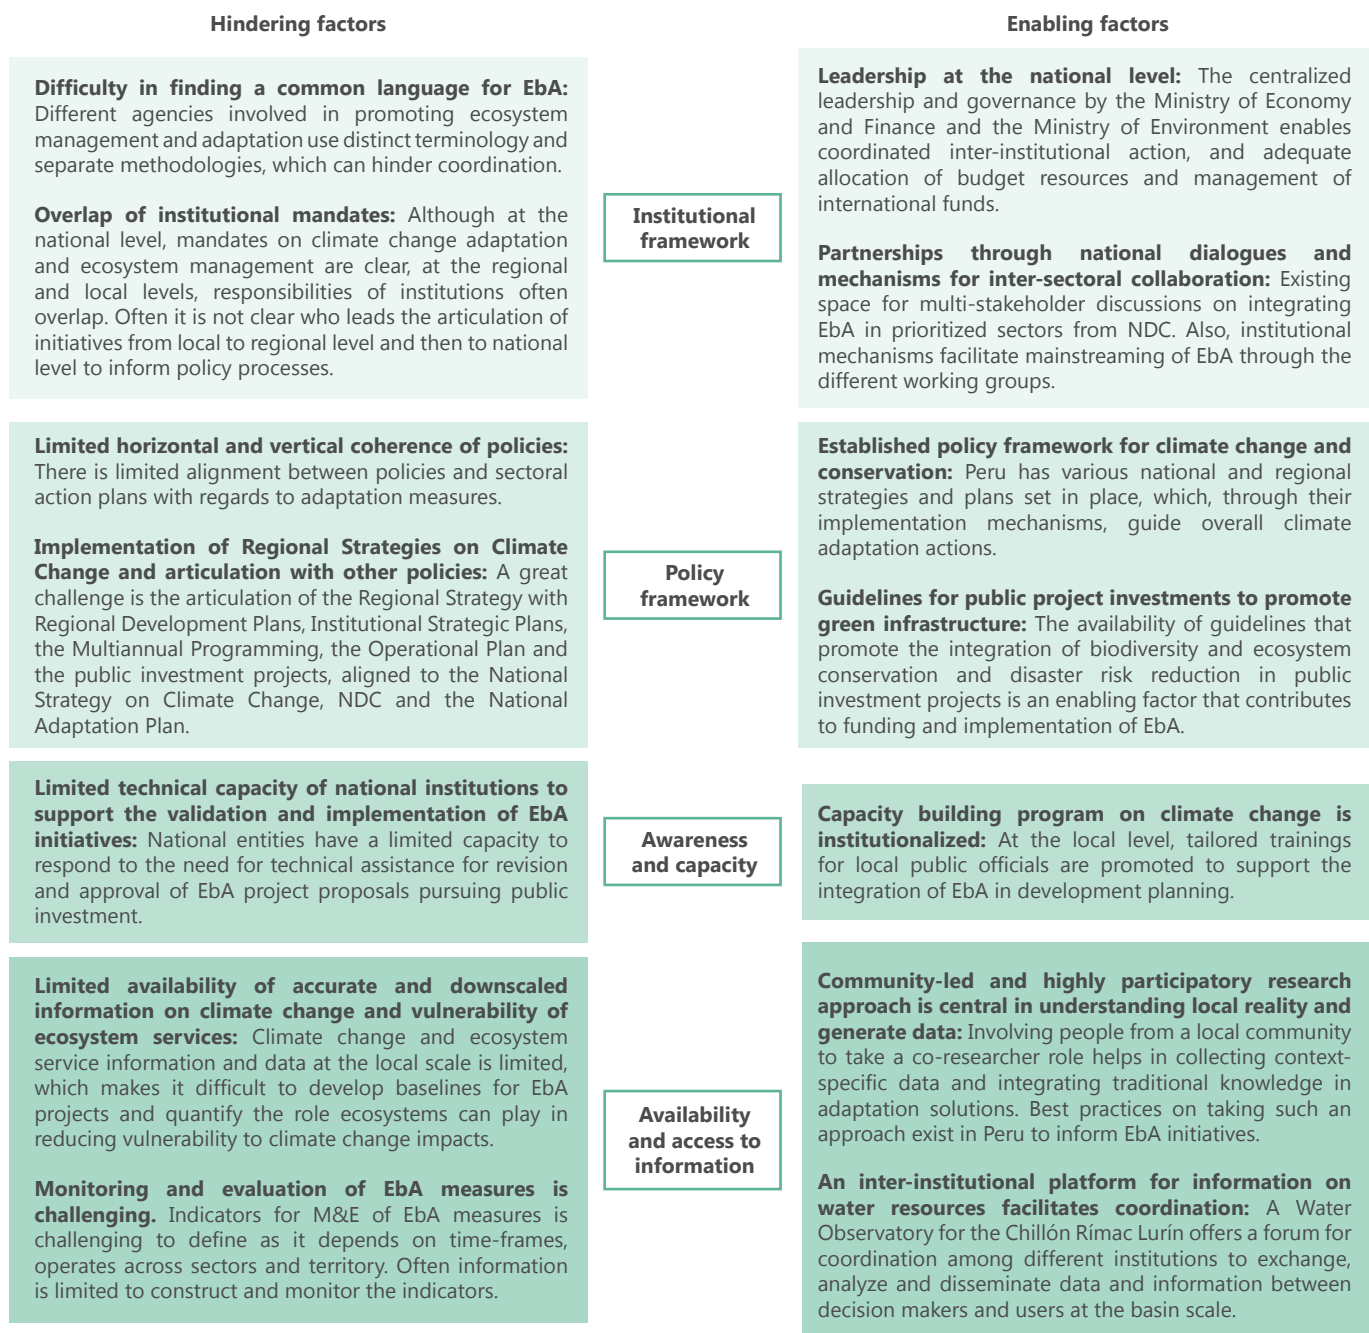 Hindering factors
Enabling factors
Difficulty in finding a common language for EbA:
Different agencies involved in promoting ecosystem
management and adaptation use distinct terminology and
separate methodologies, which can hinder coordination.
Overlap of institutional mandates: Although at the
national level, mandates on climate change adaptation
and ecosystem management are clear, at the regional
and local levels, responsibilities of institutions often
overlap. Often it is not clear who leads the articulation of
initiatives from local to regional level and then to national
level to inform policy processes.
Institutional
framework
Leadership at the national level: The centralized
leadership and governance by the Ministry of Economy
and Finance and the Ministry of Environment enables
coordinated inter-institutional action, and adequate
allocation of budget resources and management of
international funds.
Partnerships through national dialogues and
mechanisms for inter-sectoral collaboration: Existing
space for multi-stakeholder discussions on integrating
EbA in prioritized sectors from NDC. Also, institutional
mechanisms facilitate mainstreaming of EbA through the
different working groups.
Limited horizontal and vertical coherence of policies:
There is limited alignment between policies and sectoral
action plans with regards to adaptation measures.
Implementation of Regional Strategies on Climate
Change and articulation with other policies: A great
challenge is the articulation of the Regional Strategy with
Regional Development Plans, Institutional Strategic Plans,
the Multiannual Programming, the Operational Plan and
the public investment projects, aligned to the National
Strategy on Climate Change, NDC and the National
Adaptation Plan.
Policy
framework
Established policy framework for climate change and
conservation: Peru has various national and regional
strategies and plans set in place, which, through their
implementation mechanisms, guide overall climate
adaptation actions.
Guidelines for public project investments to promote
green infrastructure: The availability of guidelines that
promote the integration of biodiversity and ecosystem
conservation and disaster risk reduction in public
investment projects is an enabling factor that contributes
to funding and implementation of EbA.
Limited technical capacity of national institutions to
support the validation and implementation of EbA
initiatives: National entities have a limited capacity to
respond to the need for technical assistance for revision
and approval of EbA project proposals pursuing public
investment.
Awareness
and capacity
Capacity building program on climate change is
institutionalized: At the local level, tailored trainings
for local public officials are promoted to support the
integration of EbA in development planning.
Limited availability of accurate and downscaled
information on climate change and vulnerability of
ecosystem services: Climate change and ecosystem
service information and data at the local scale is limited,
which makes it difficult to develop baselines for EbA
projects and quantify the role ecosystems can play in
reducing vulnerability to climate change impacts.
Monitoring and evaluation of EbA measures is
challenging. Indicators for M&E of EbA measures is
challenging to define as it depends on time-frames,
operates across sectors and territory. Often information
is limited to construct and monitor the indicators.
Availability
and access to
information
Community-led and highly participatory research
approach is central in understanding local reality and
generate data: Involving people from a local community
to take a co-researcher role helps in collecting context-
specific data and integrating traditional knowledge in
adaptation solutions. Best practices on taking such an
approach exist in Peru to inform EbA initiatives.
An inter-institutional platform for information on
water resources facilitates coordination: A Water
Observatory for the Chillón Rímac Lurín offers a forum for
coordination among different institutions to exchange,
analyze and disseminate data and information between
decision makers and users at the basin scale.